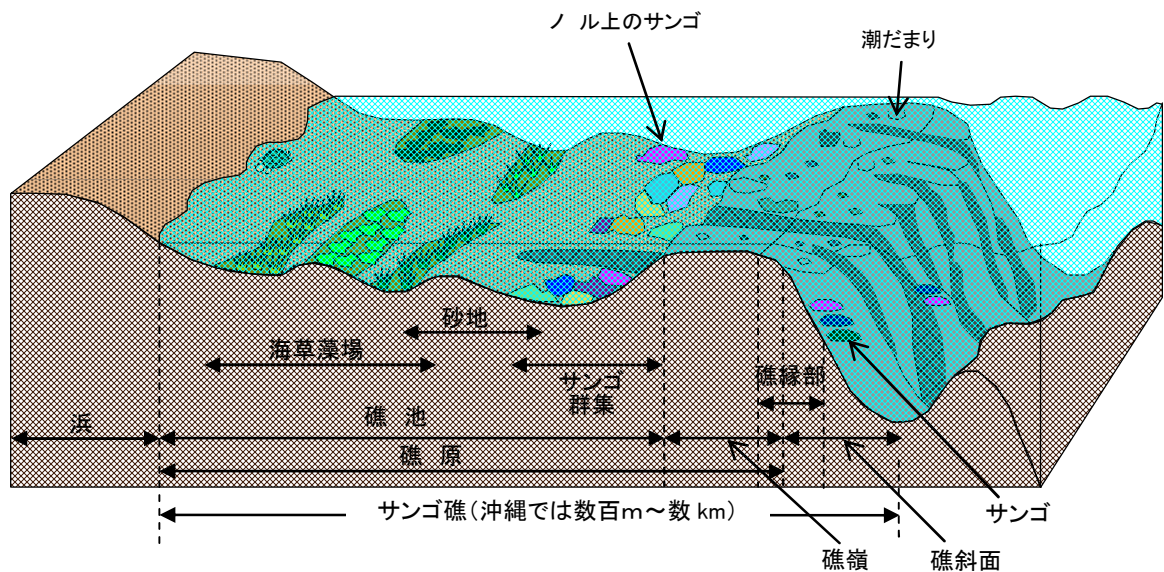 ノ ル上のサンゴ
潮だまり
砂地
海草藻場
サンゴ
群集
礁縁部
浜
礁 池
礁 原
サンゴ礁(沖縄では数百m～数 km)
サンゴ
礁嶺
礁斜面